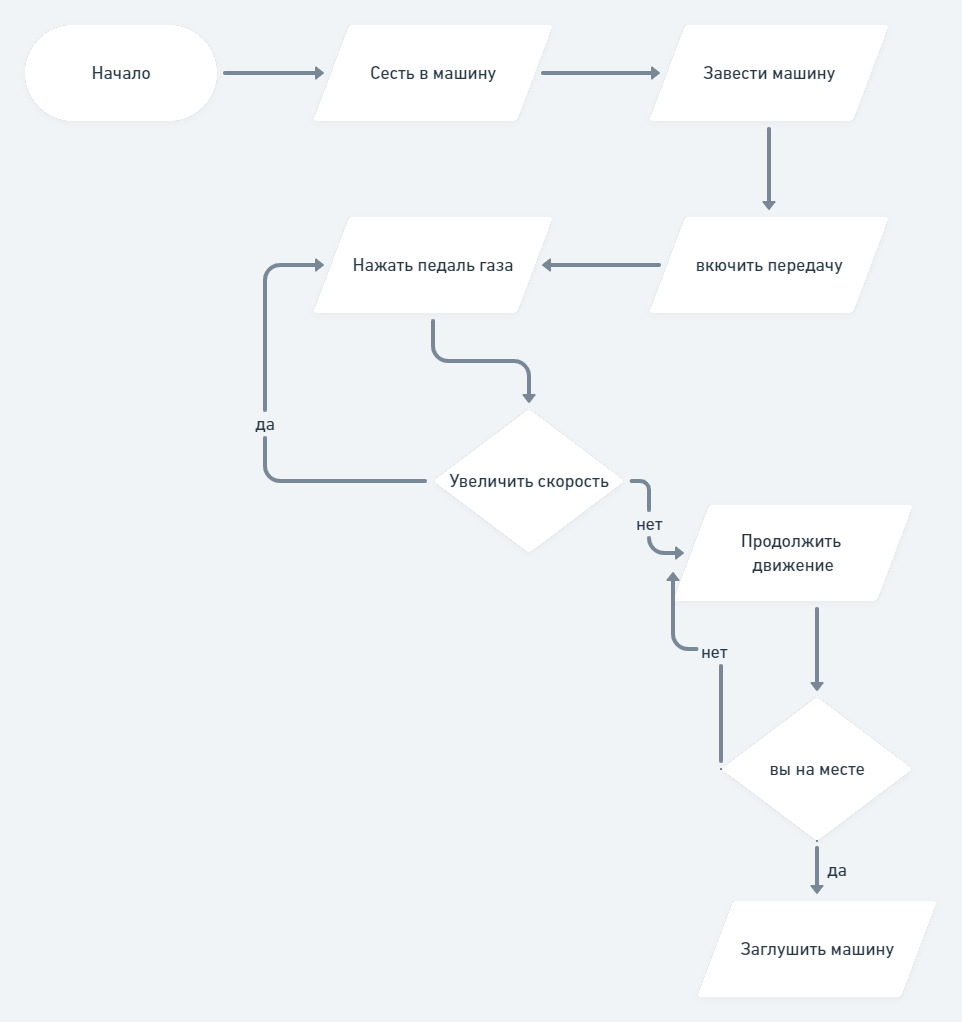 Начало
Сесть в машину
Завести машину
Нажать педаль газа
вкючить передачу
да
Увеличить скорость
нет
Продолжить
движение
нет
вы на месте
да
Заглушить машину